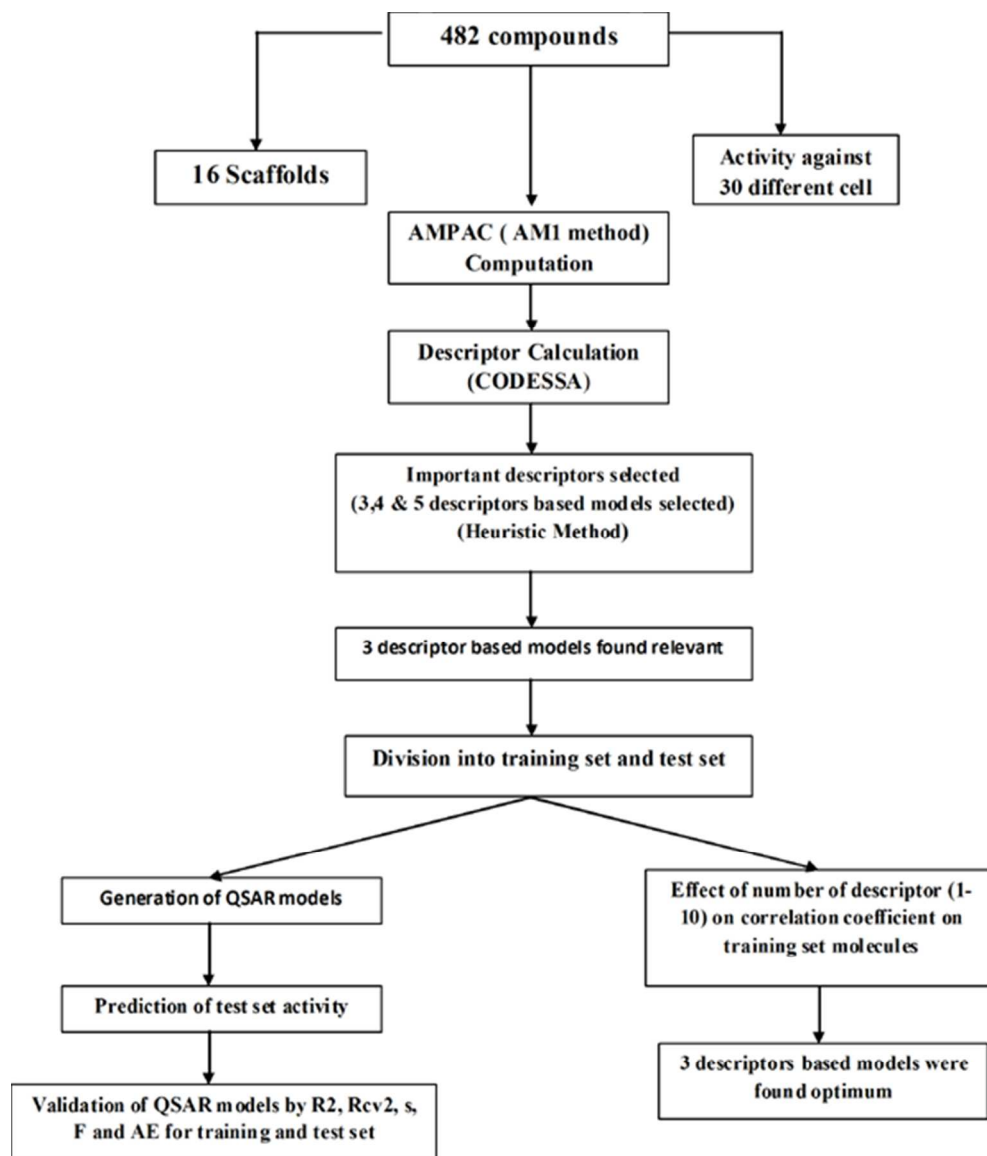 482 compounds
16 Scaffolds
Activity against
30 different cell
AMPAC ( AM1 method)
Computation
Descriptor Calculation
(CODESSA)
Important descriptors selected
(3,4 & 5 descriptors based models selected)
(Heuristic Method)
3 descriptor based models found relevant
Division into training set and test set
Generation of QSAR models
Effect of number of descriptor (1-
10) on correlation coefficient on
training set molecules
Prediction of test set activity
3 descriptors based models were
found optimum
Validation of QSAR models by R2, Rcv2, s,
F and AE for training and test set